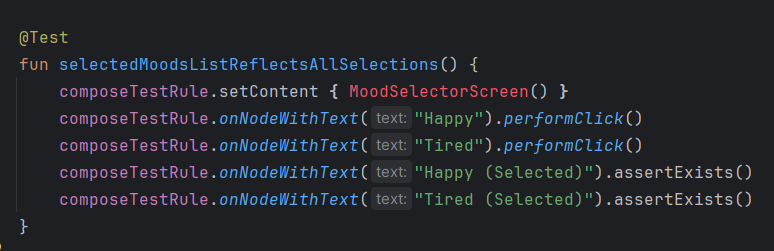 @Test
fun selectedMoodsListReflectsAllSelections() {
composeTestRule.setContent { MoodSelectorScreen() }
composeTestRule.onNodeWithText( text: "Happy").performClick()
composeTestRule.onNodeWithText( text: "Tired").performClick()
composeTestRule.onNodeWithText( text: "Happy (Selected)").assertExists()
composeTestRule.onNodeWithText( text: "Tired (Selected)").assertExists()
}